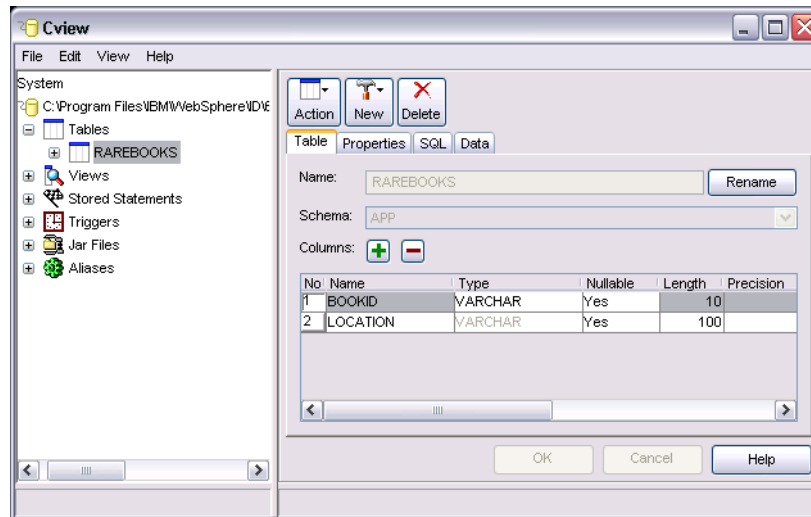 Cview
File Edit View Help
System
C:\Program Files\IBM\WebSphere\ID\E
Tables
RAREBOOKS
Views
Stored Statements
Triggers
Jar Files
Aliases
Action New Delete
Table Properties SQL Data
Name: RAREBOOKS Rename
Schema: APP
Columns:
No Name Type Nullable Length Precision
1 BOOKID VARCHAR Yes 10
2 LOCATION VARCHAR Yes 100
OK Cancel Help